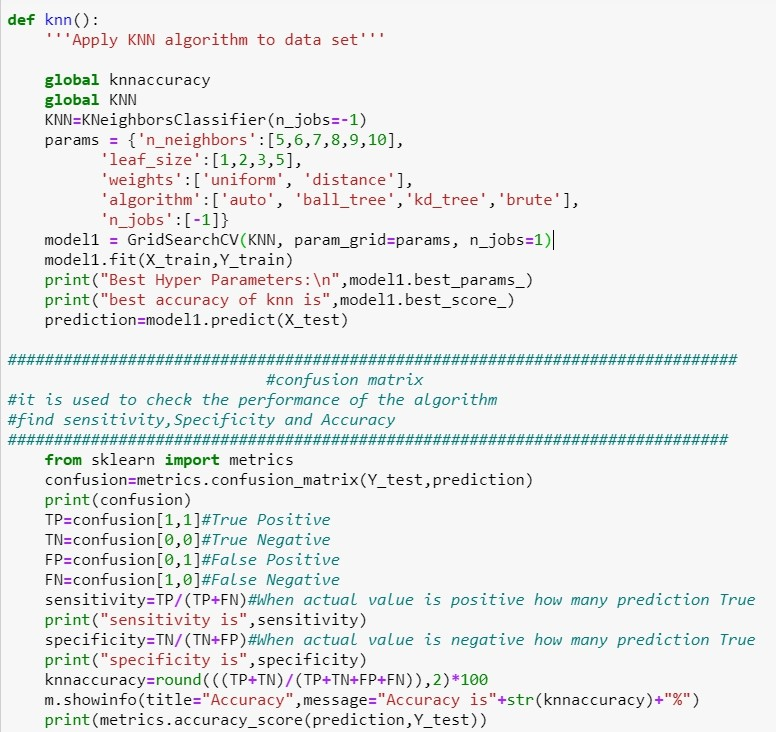 def knn():
    '''Apply KNN algorithm to data set'''
    global knnaccuracy
    global KNN
    KNN=KNeighborsClassifier(n_jobs=-1)
    params = {'n_neighbors':[5,6,7,8,9,10],
          'leaf_size':[1,2,3,5],
          'weights':['uniform', 'distance'],
          'algorithm':['auto', 'ball_tree','kd_tree','brute'],
          'n_jobs':[-1]}
    model1 = GridSearchCV(KNN, param_grid=params, n_jobs=1)
    model1.fit(X_train,Y_train)
    print("Best Hyper Parameters:\n",model1.best_params_)
    print("best accuracy of knn is",model1.best_score_)
    prediction=model1.predict(X_test)
###############################################################################
                            #confusion matrix
#it is used to check the performance of the algorithm
#find sensitivity,Specificity and Accuracy
##############################################################################
    from sklearn import metrics
    confusion=metrics.confusion_matrix(Y_test,prediction)
    print(confusion)
    TP=confusion[1,1]#True Positive
    TN=confusion[0,0]#True Negative
    FP=confusion[0,1]#False Positive
    FN=confusion[1,0]#False Negative
    sensitivity=TP/(TP+FN)#When actual value is positive how many prediction True
    print("sensitivity is",sensitivity)
    specificity=TN/(TN+FP)#When actual value is negative how many prediction True
    print("specificity is",specificity)
    knnaccuracy=round(((TP+TN)/(TP+TN+FP+FN)),2)*100
    m.showinfo(title="Accuracy",message="Accuracy is"+str(knnaccuracy)+"%")
    print(metrics.accuracy_score(prediction,Y_test))